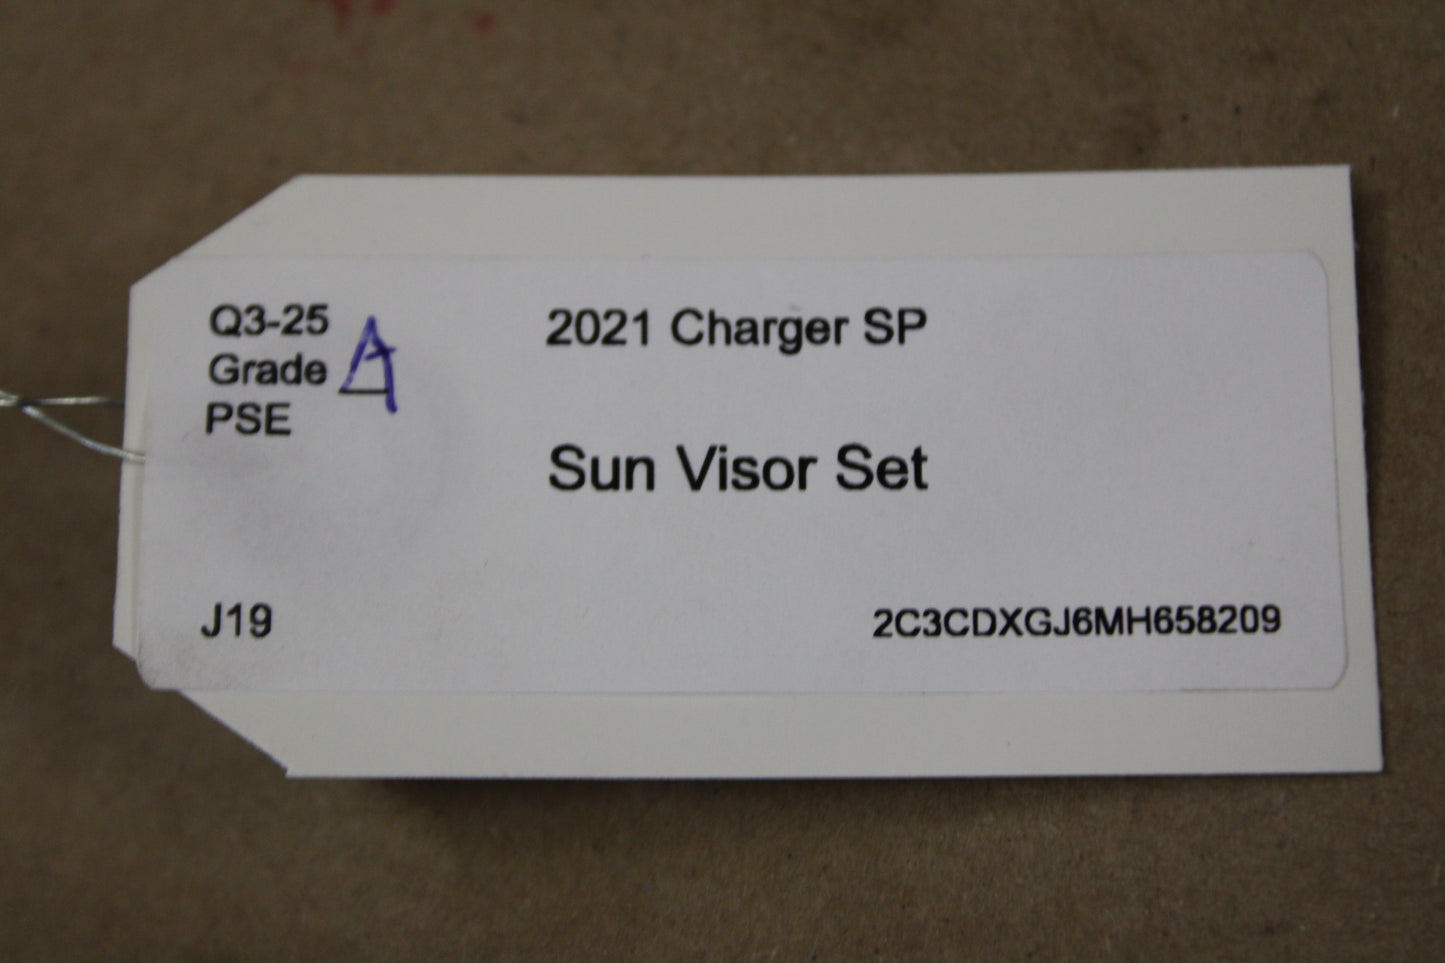 Q3-25
Grade A
PSE
2021 Charger SP
Sun Visor Set
J19
2C3CDXGJ6MH658209